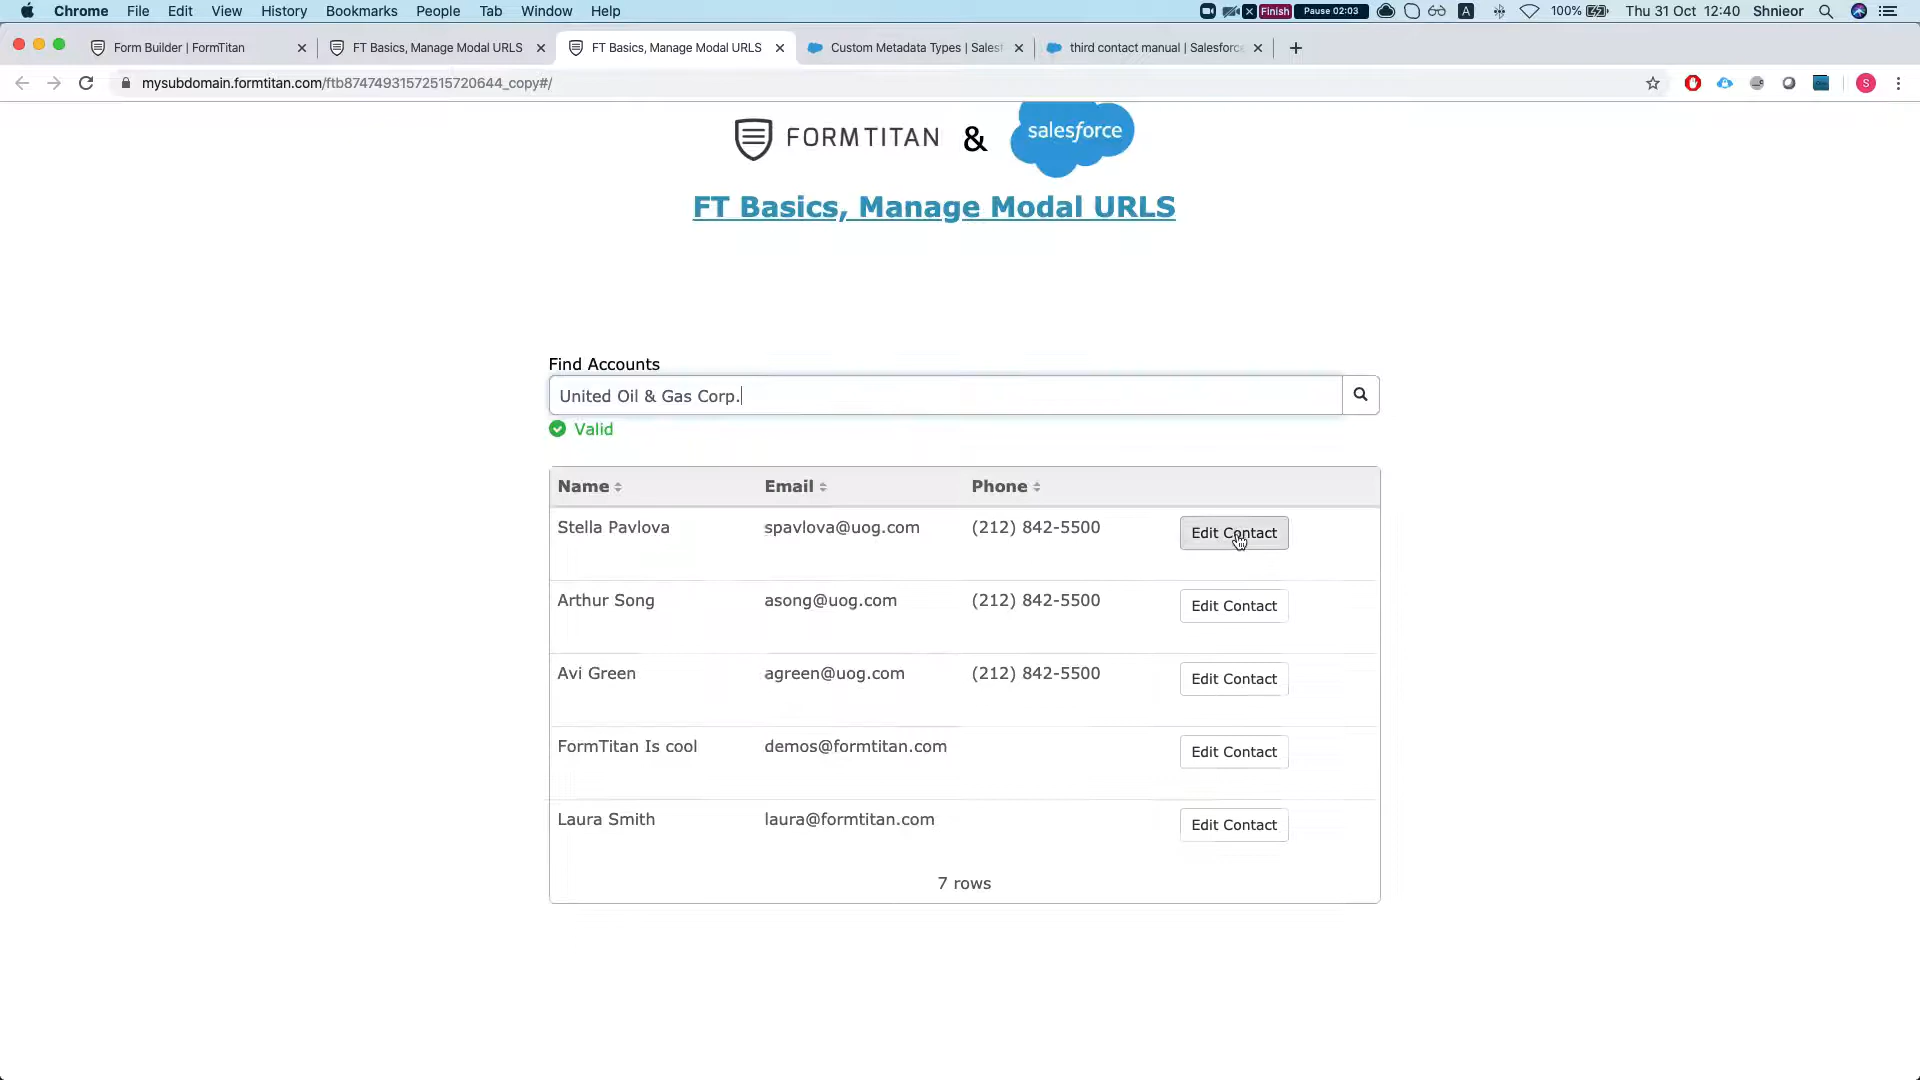 Chrome File Edit View History Bookmarks People Tab Window Help Finish Pause 02:03 A 100% Thu 31 Oct 12:40 Shnieor
Form Builder | FormTitan FT Basics, Manage Modal URLS FT Basics, Manage Modal URLS Custom Metadata Types | Salesf third contact manual | Salesforc
mysubdomain.formtitan.com/ftb87474931572515720644_copy#/ S
FORMTITAN & salesforce
FT Basics, Manage Modal URLS
Find Accounts
United Oil & Gas Corp.
Valid
Name Email Phone
Stella Pavlova spavlova@uog.com (212) 842-5500 Edit Contact
Arthur Song asong@uog.com (212) 842-5500 Edit Contact
Avi Green agreen@uog.com (212) 842-5500 Edit Contact
FormTitan Is cool demos@formtitan.com Edit Contact
Laura Smith laura@formtitan.com Edit Contact
7 rows